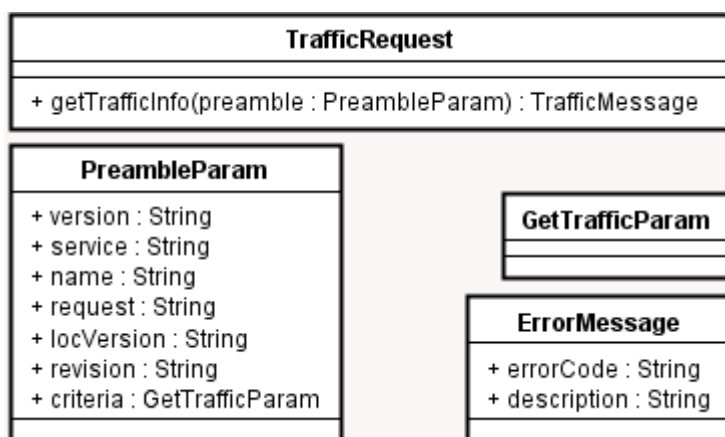 TrafficRequest
+ getTrafficInfo(preamble : PreambleParam) : TrafficMessage
PreambleParam
+ version : String
+ service : String
+ name : String
+ request : String
+ locVersion : String
+ revision : String
+ criteria : GetTrafficParam
GetTrafficParam
ErrorMessage
+ errorCode : String
+ description : String